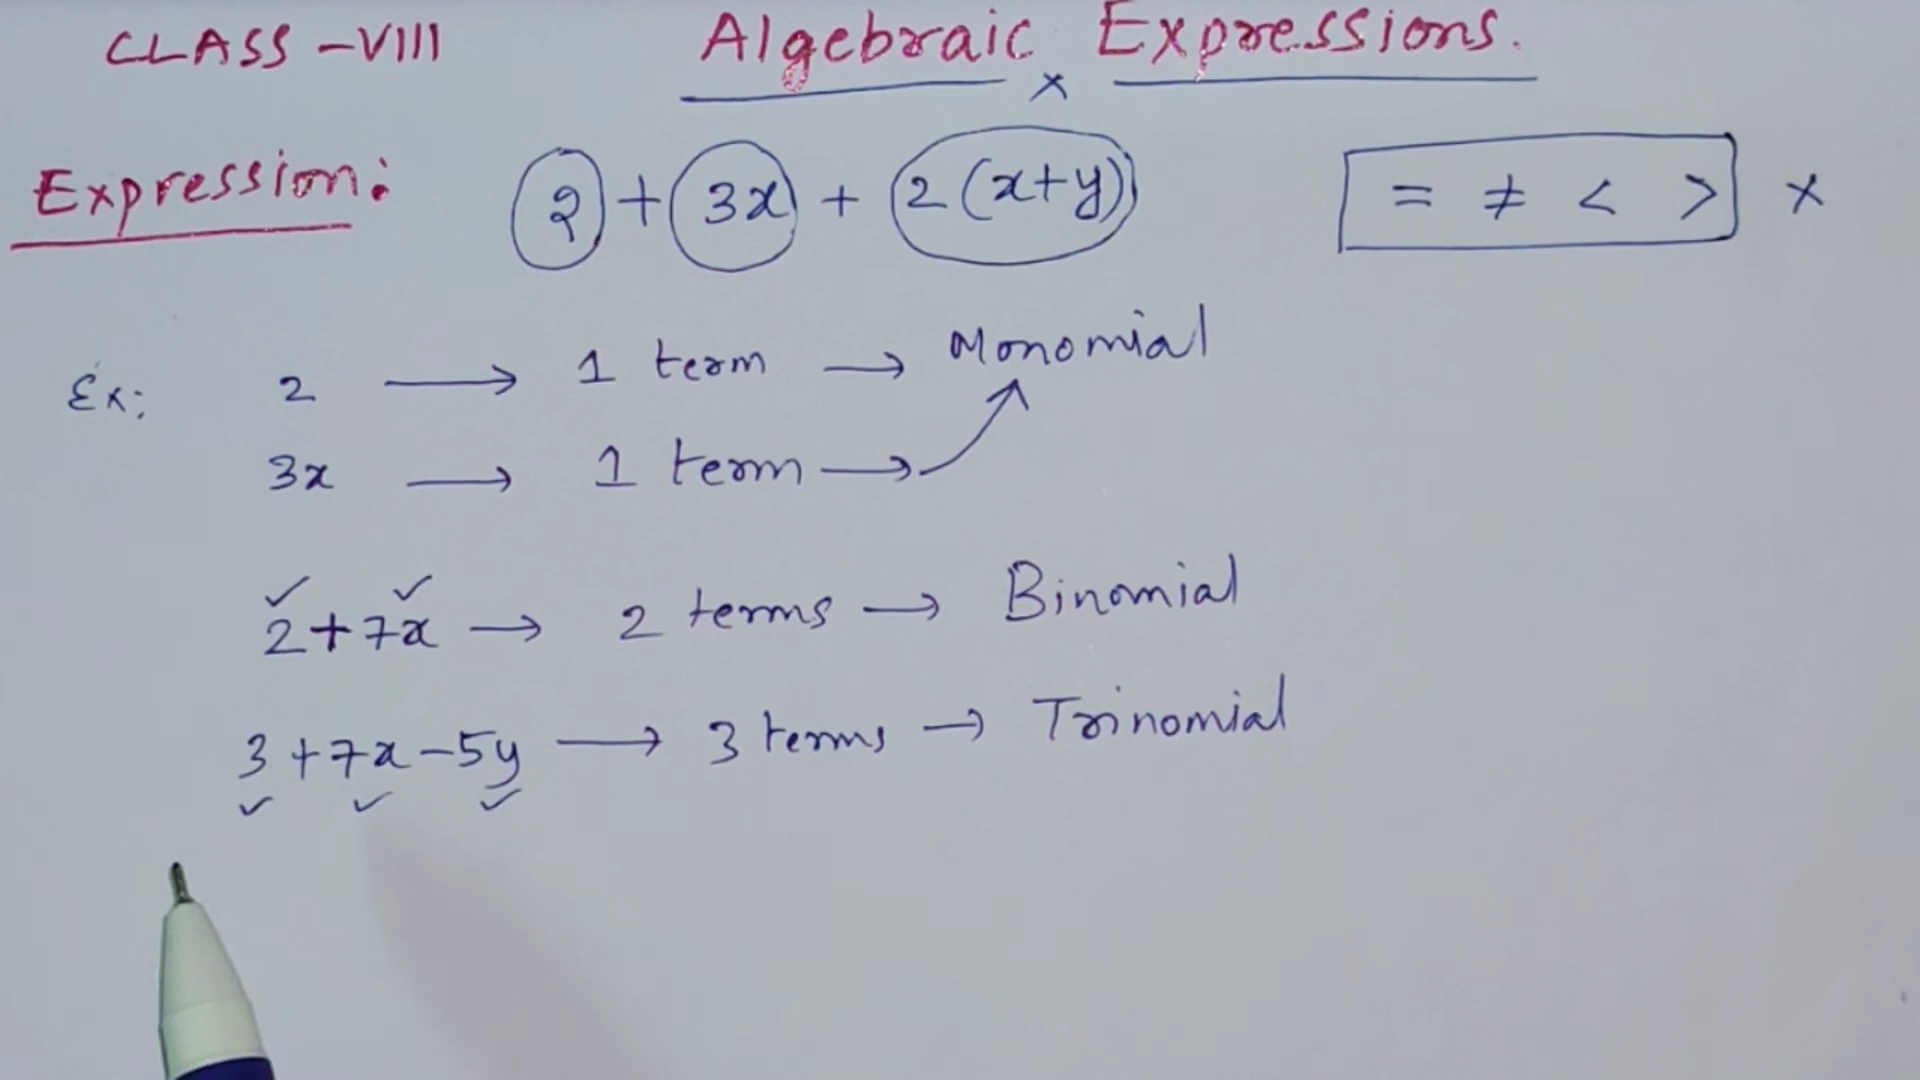 CLASS -VIII Algebraic Expressions.
x
Expression: 2 + 3x + 2(x+y) = ≠ < > x
Ex: 2 → 1 term → Monomial
3x → 1 term →
✓ ✓
2+7x → 2 terms → Binomial
3+7x-5y → 3 terms → Trinomial
✓ ✓ ✓